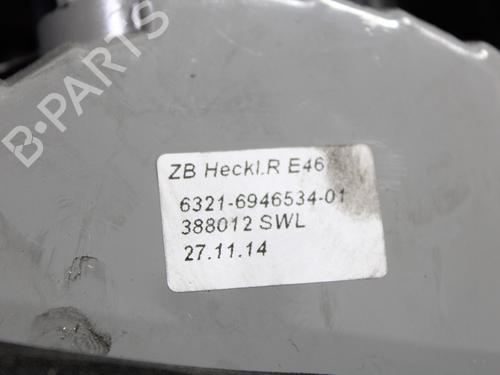 B-PARTS
ZB Heckl.R E46
6321-6946534-01
388012 SWL
27.11.14